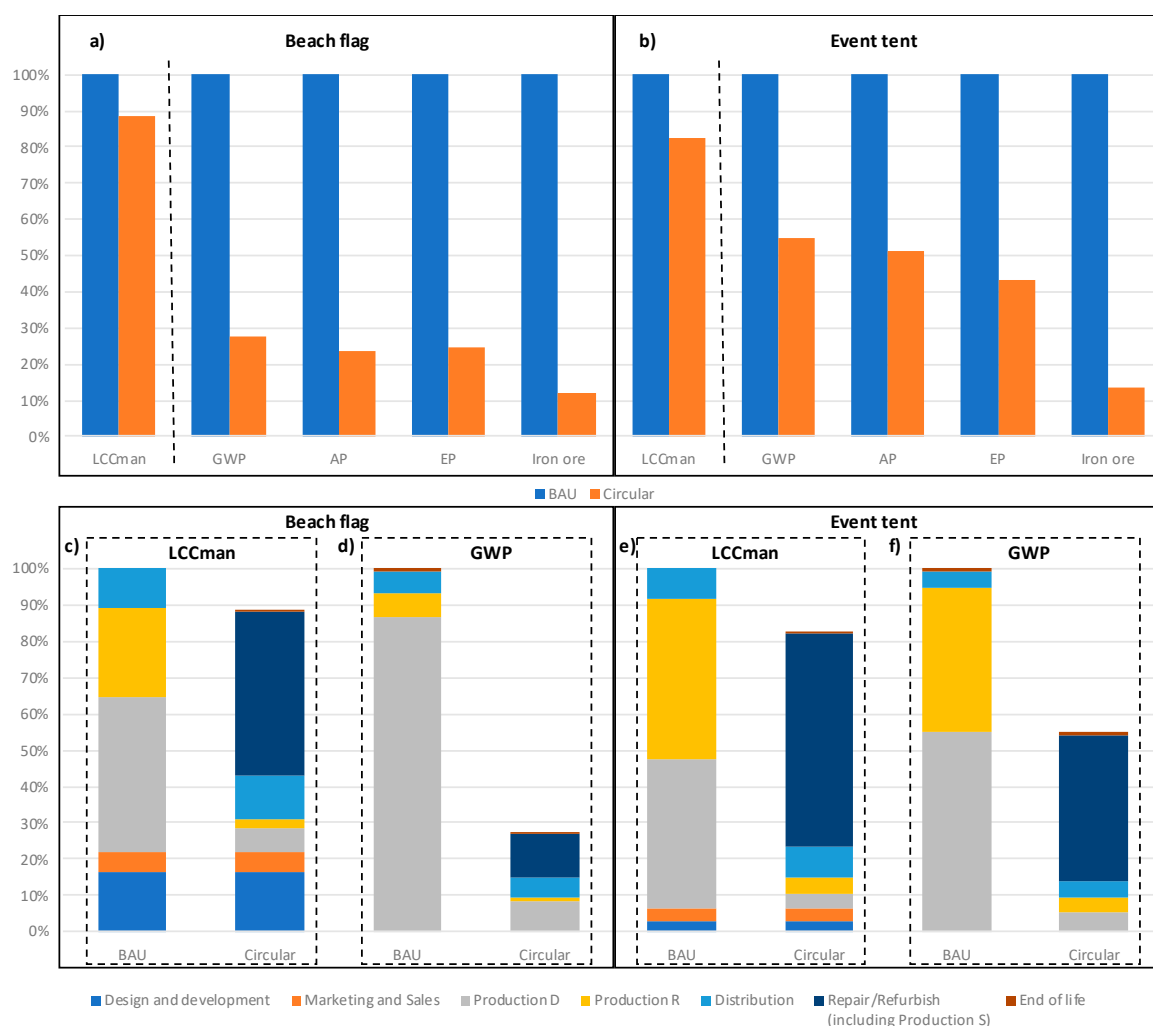 a) Beach flag
b) Event tent
100%
90%
80%
70%
60%
50%
40%
30%
20%
10%
0%
LCCman GWP AP EP Iron ore
LCCman GWP AP EP Iron ore
BAU Circular
Beach flag
Event tent
c) LCCman
d) GWP
e) LCCman
f) GWP
100%
90%
80%
70%
60%
50%
40%
30%
20%
10%
0%
BAU Circular BAU Circular
BAU Circular BAU Circular
Design and development Marketing and Sales Production D Production R Distribution Repair/Refurbish End of life
(including Production S)